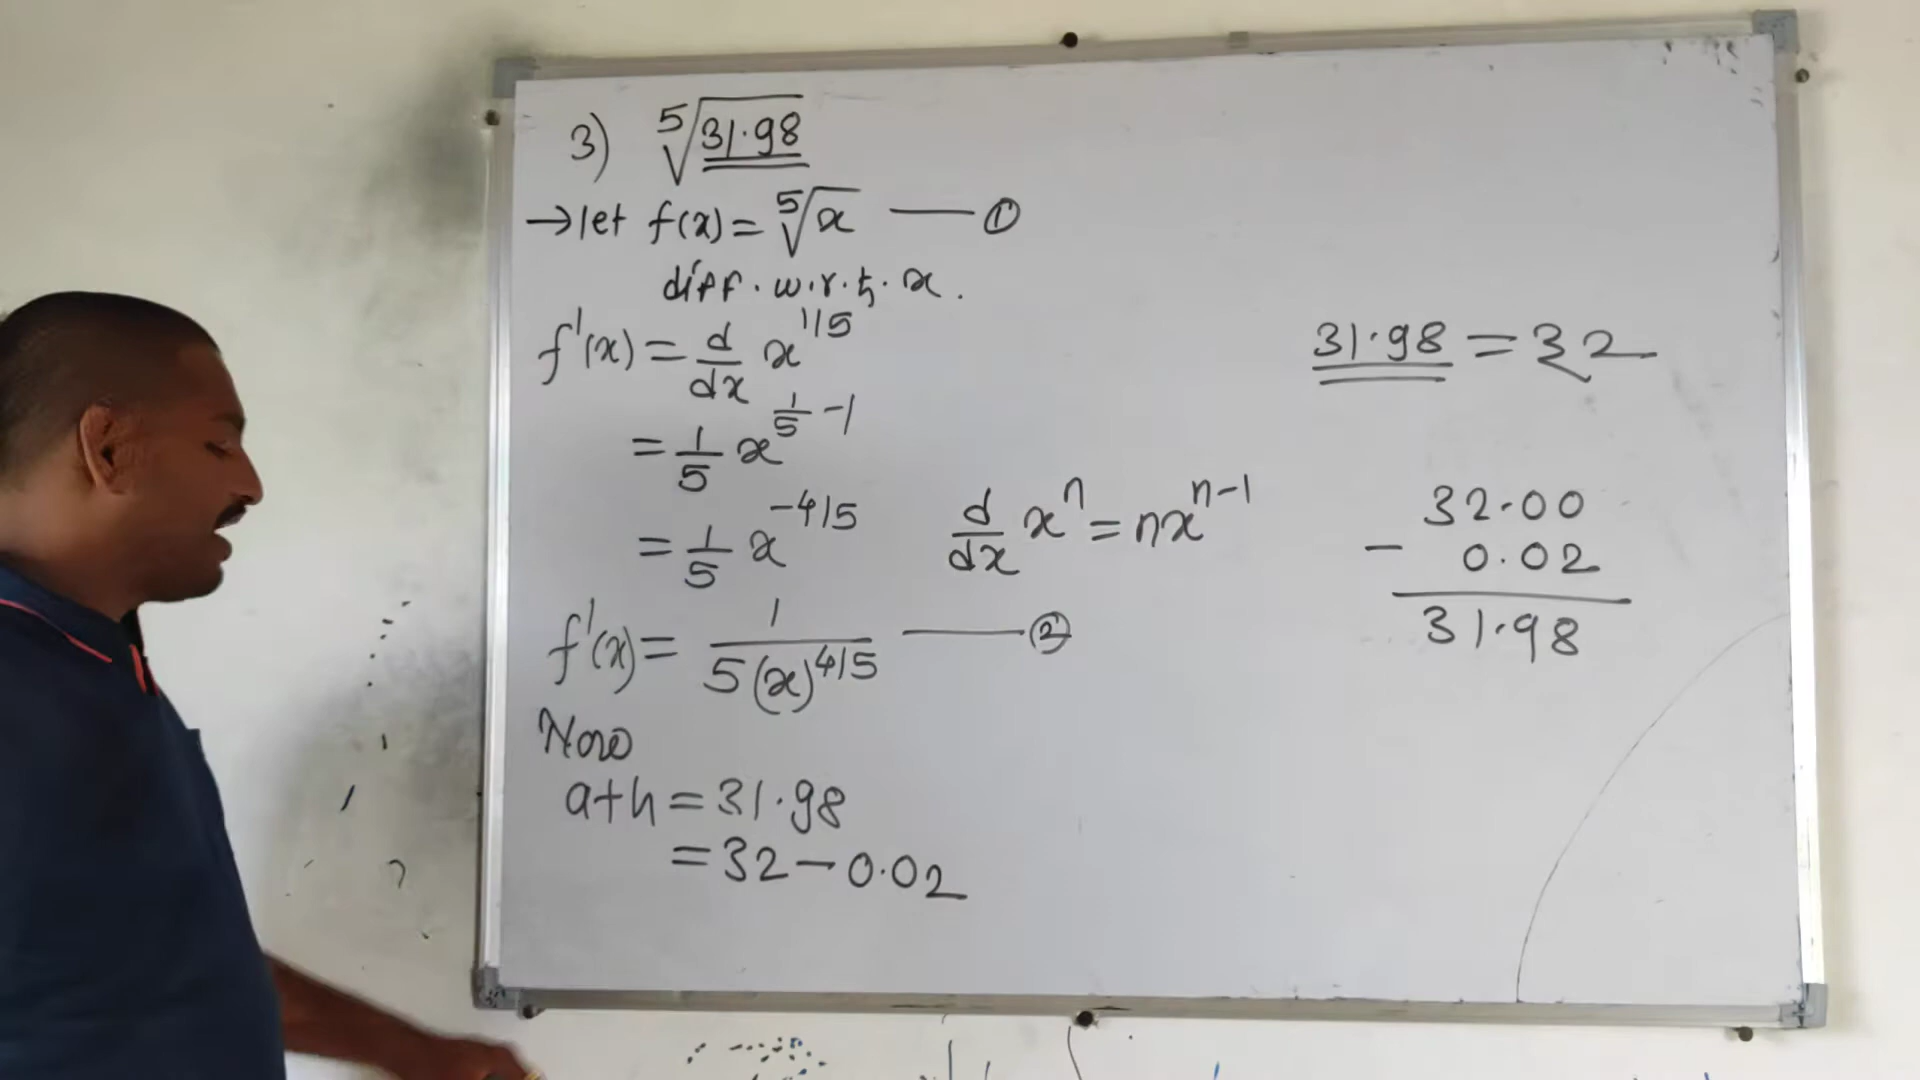 3) ⁵√31.98
→ let f(x) = ⁵√x —— ①
diff. w.r.t. x.
f'(x) = d/dx x^1/5
= 1/5 x^(1/5 - 1)
= 1/5 x^-4/5
d/dx x^n = nx^n-1
f'(x) = 1/5(x)^4/5 —— ②
Now
a+h = 31.98
= 32 - 0.02
31.98 = 32
32.00
- 0.02
31.98